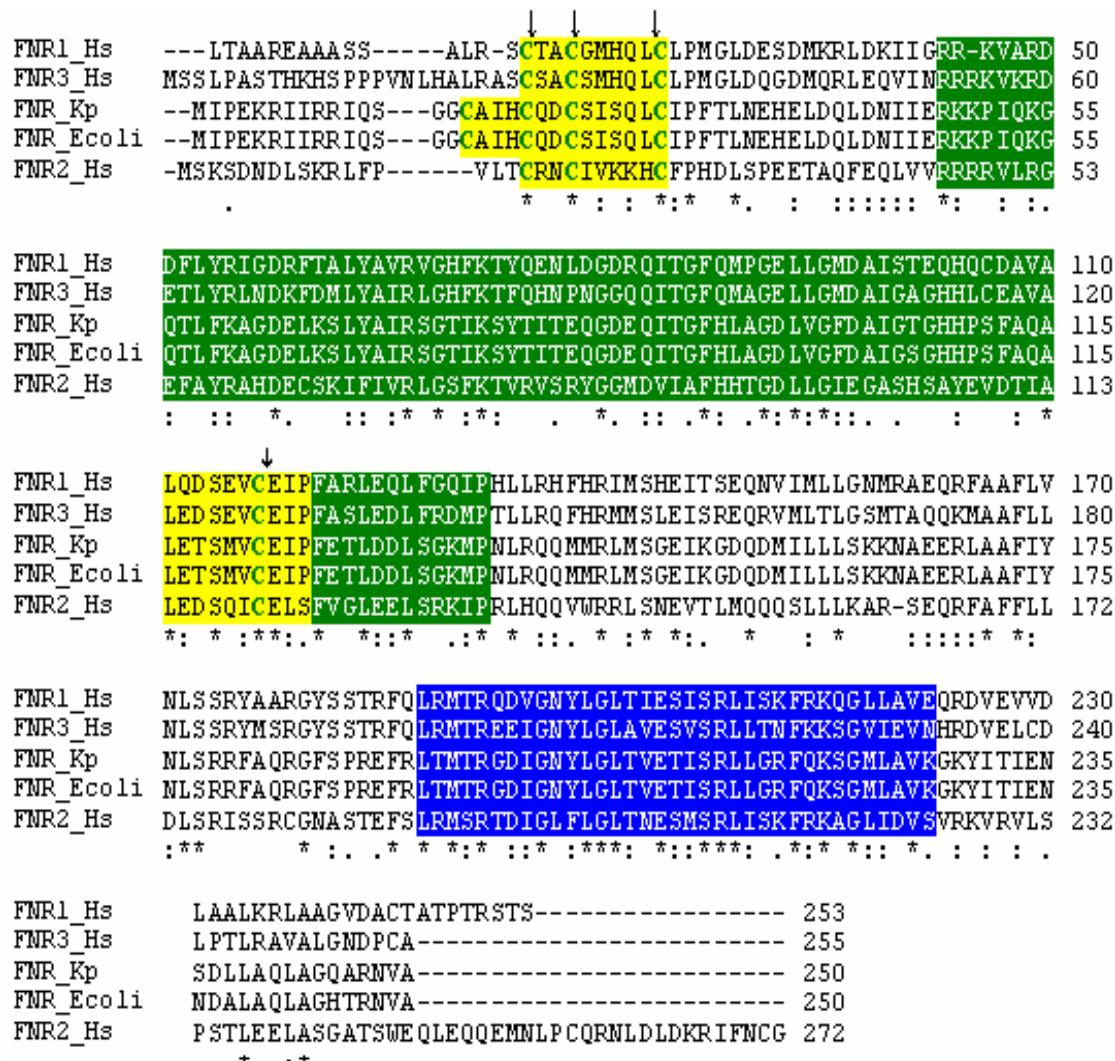 FNR1_Hs ---LTAAREAAASS-----ALR-SCTACGMHQLCLPMGLDESDMKRLDKIIGRR-KVARD 50
FNR3_Hs MSSLPASTHKHSPPPVNLHALRASCSACSMHQLCLPMGLDQGDMQRLEQVINRRRKVKRD 60
FNR_Kp --MIPEKRIIRRIQS---GGCAIHCQDCSISQLCIPFTLNEHELDQLDNIIERKKPIQKG 55
FNR_Ecoli --MIPEKRIIRRIQS---GGCAIHCQDCSISQLCIPFTLNEHELDQLDNIIERKKPIQKG 55
FNR2_Hs -MSKSDNDLSKRLFP------VLTCRNCIVKKHCFPHDLSPEETAQFEQLVVRRRRVLRG 53
. * * : : *:* *. : :::::: *: : :.
FNR1_Hs DFLYRIGDRFTALYAVRVGHFKTYQENLDGDRQITGFQMPGELLGMDAISTEQHQCDAVA 110
FNR3_Hs ETLYRLNDKFDMLYAIRLGHFKTFQHNPNGGQQITGFQMAGELLGMDAIGAGHHLCEAVA 120
FNR_Kp QTLFKAGDELKSLYAIRSGTIKSYTITEQGDEQITGFHLAGDLVGFDAIGTGHHPSFAQA 115
FNR_Ecoli QTLFKAGDELKSLYAIRSGTIKSYTITEQGDEQITGFHLAGDLVGFDAIGSGHHPSFAQA 115
FNR2_Hs EFAYRAHDECSKIFIVRLGSFKTVRVSRYGGMDVIAFHHTGDLLGIEGASHSAYEVDTIA 113
: :: *. :: :* * :*: *. :: .*: .*:*:*::. . : : *
FNR1_Hs LQDSEVCEIPFARLEQLFGQIPHLLRHFHRIMSHEITSEQNVIMLLGNMRAEQRFAAFLV 170
FNR3_Hs LEDSEVCEIPFASLEDLFRDMPTLLRQFHRMMSLEISREQRVMLTLGSMTAQQKMAAFLL 180
FNR_Kp LETSMVCEIPFETLDDLSGKMPNLRQQMMRLMSGEIKGDQDMILLLSKKNAEERLAAFIY 175
FNR_Ecoli LETSMVCEIPFETLDDLSGKMPNLRQQMMRLMSGEIKGDQDMILLLSKKNAEERLAAFIY 175
FNR2_Hs LEDSQICELSFVGLEELSRKIPRLHQQVWRRLSNEVTLMQQQSLLLKAR-SEQRFAFFLL 172
*: * :**:.* *::* .:* * ::. * :* *:. * : * :::::* *:
FNR1_Hs NLSSRYAARGYSSTRFQLRMTRQDVGNYLGLTIESISRLISKFRKQGLLAVEQRDVEVVD 230
FNR3_Hs NLSSRYMSRGYSSTRFQLRMTREEIGNYLGLAVESVSRLLTNFKKSGVIEVNHRDVELCD 240
FNR_Kp NLSRRFAQRGFSPREFRLTMTRGDIGNYLGLTVETISRLLGRFQKSGMLAVKGKYITIEN 235
FNR_Ecoli NLSRRFAQRGFSPREFRLTMTRGDIGNYLGLTVETISRLLGRFQKSGMLAVKGKYITIEN 235
FNR2_Hs DLSRISSRCGNASTEFSLRMSRTDIGLFLGLTNESMSRLISKFRKAGLIDVSVRKVRVLS 232
:** * :. .* * *:* ::* :***: *::***: .*:* *:: *. : : : .
FNR1_Hs LAALKRLAAGVDACTATPTRSTS----------------- 253
FNR3_Hs LPTLRAVALGNDPCA------------------------- 255
FNR_Kp SDLLAQLAGQARNVA------------------------- 250
FNR_Ecoli NDALAQLAGHTRNVA------------------------- 250
FNR2_Hs PSTLEELASGATSWEQLEQQEMNLPCQRNLDLDKRIFNCG 272
* :*